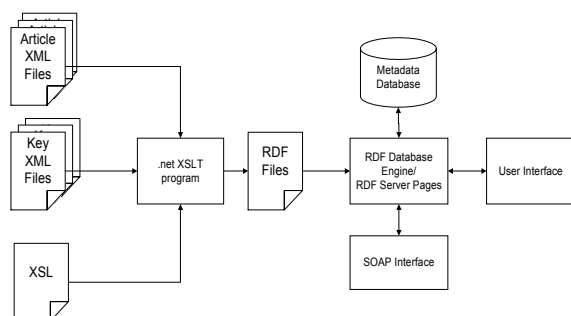 Article
XML
Files
Key
XML
Files
XSL
.net XSLT
program
RDF
Files
Metadata
Database
RDF Database
Engine/
RDF Server Pages
User Interface
SOAP Interface